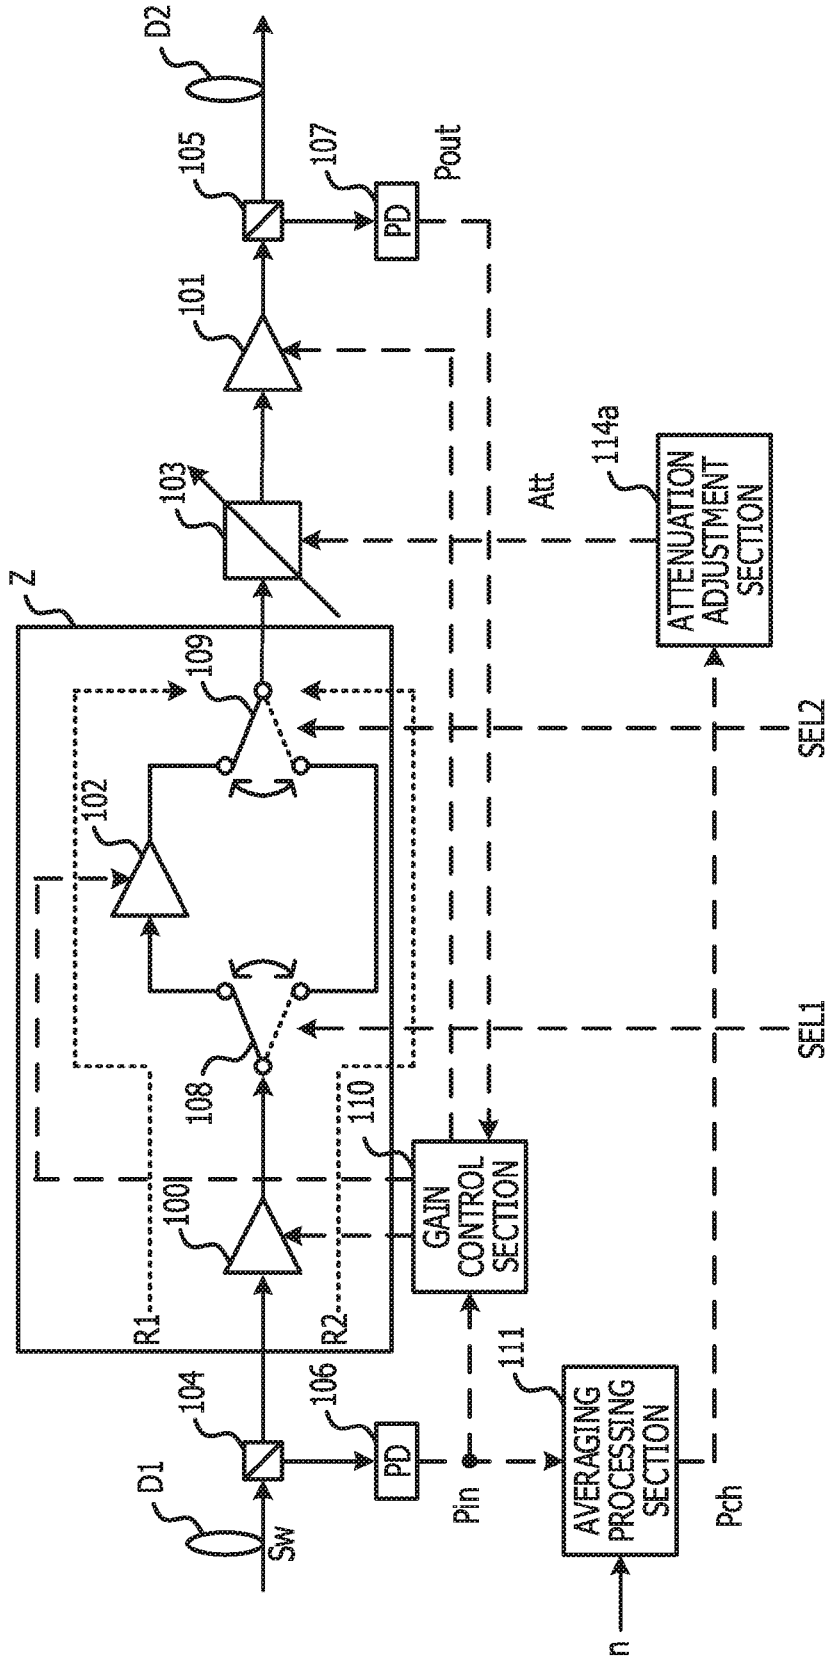 Z
D1
D2
Sw
104
106
PD
Pin
R1
R2
100
108
102
109
103
101
105
107
PD
Pout
110
GAIN
CONTROL
SECTION
111
AVERAGING
PROCESSING
SECTION
n
Pch
SEL1
SEL2
Att
114a
ATTENUATION
ADJUSTMENT
SECTION